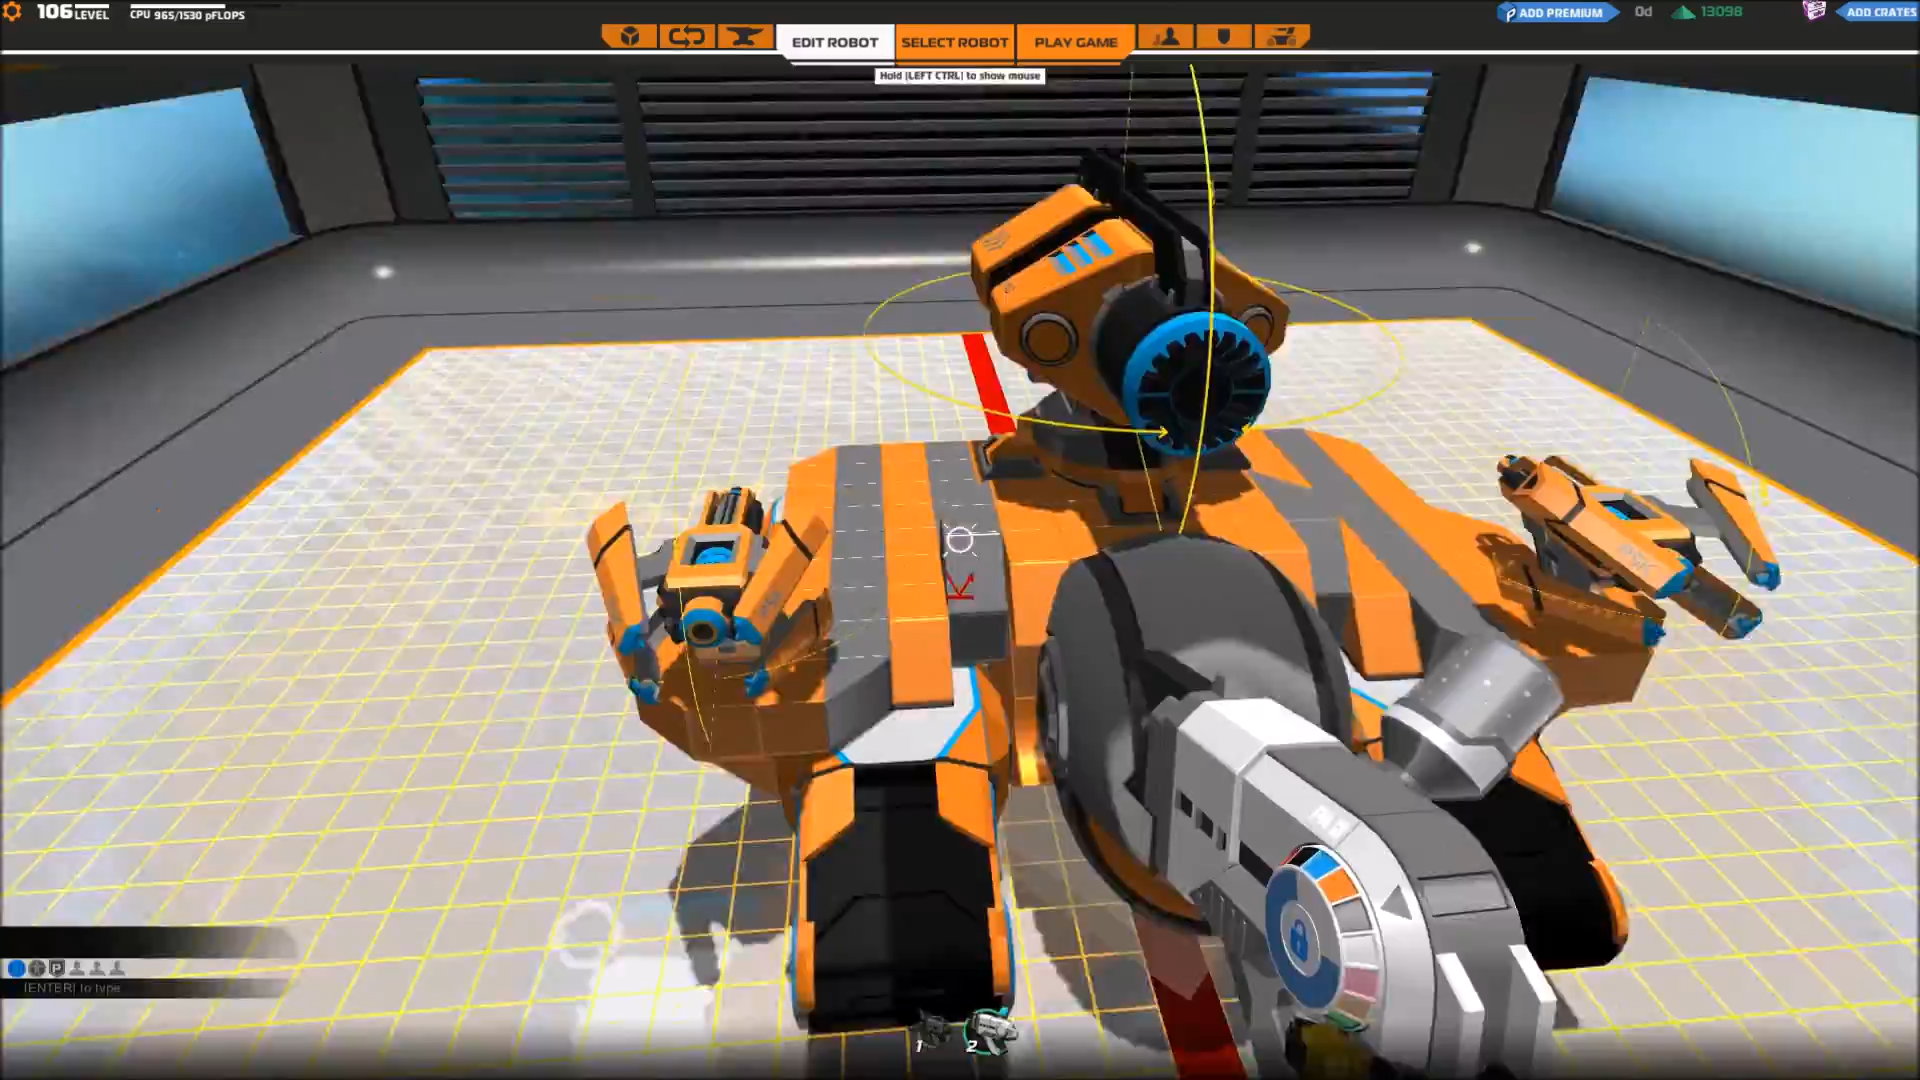 106 LEVEL
CPU 965/1530 pFLOPS
ADD PREMIUM
0d
13098
ADD CRATES
EDIT ROBOT
SELECT ROBOT
PLAY GAME
Hold [LEFT CTRL] to show mouse
[ENTER] to type
1
2